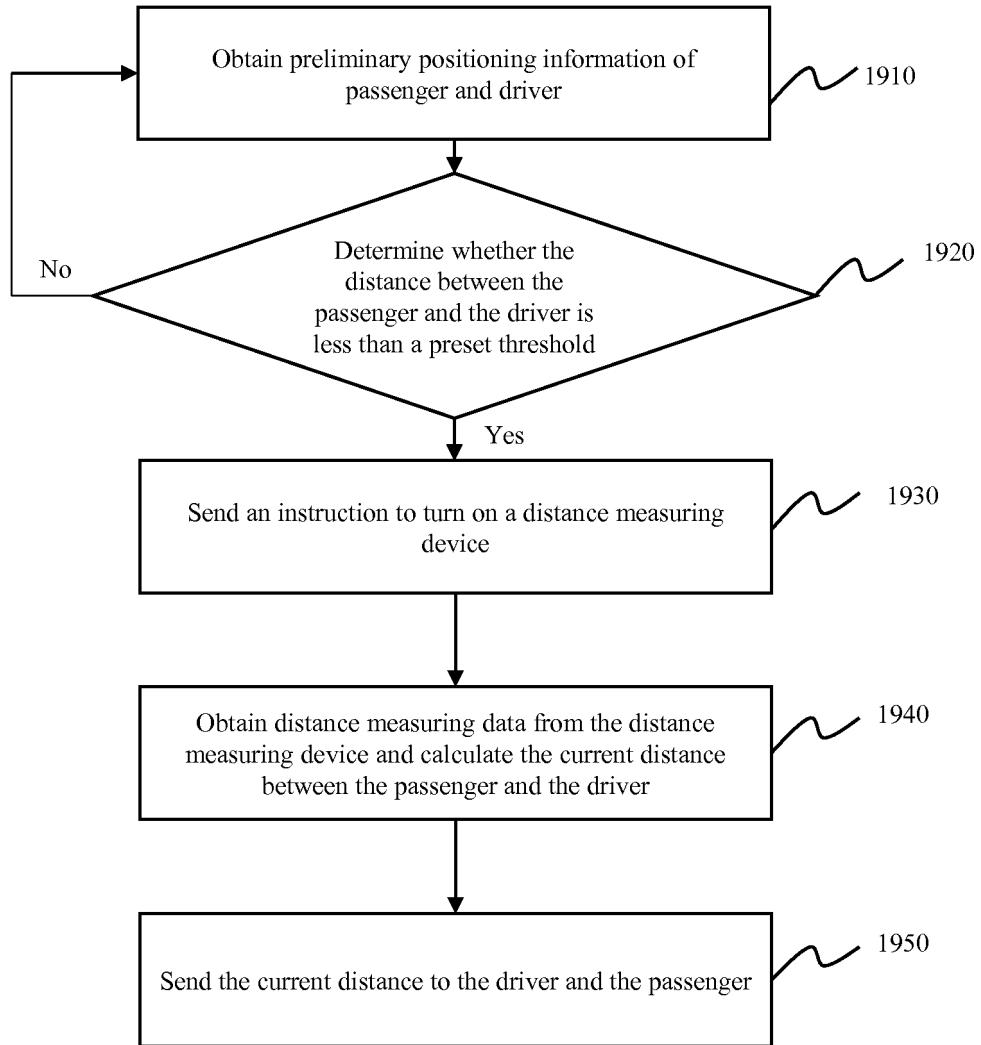 Obtain preliminary positioning information of
passenger and driver
1910
Determine whether the
distance between the
passenger and the driver is
less than a preset threshold
1920
No
Yes
Send an instruction to turn on a distance measuring
device
1930
Obtain distance measuring data from the distance
measuring device and calculate the current distance
between the passenger and the driver
1940
Send the current distance to the driver and the passenger
1950